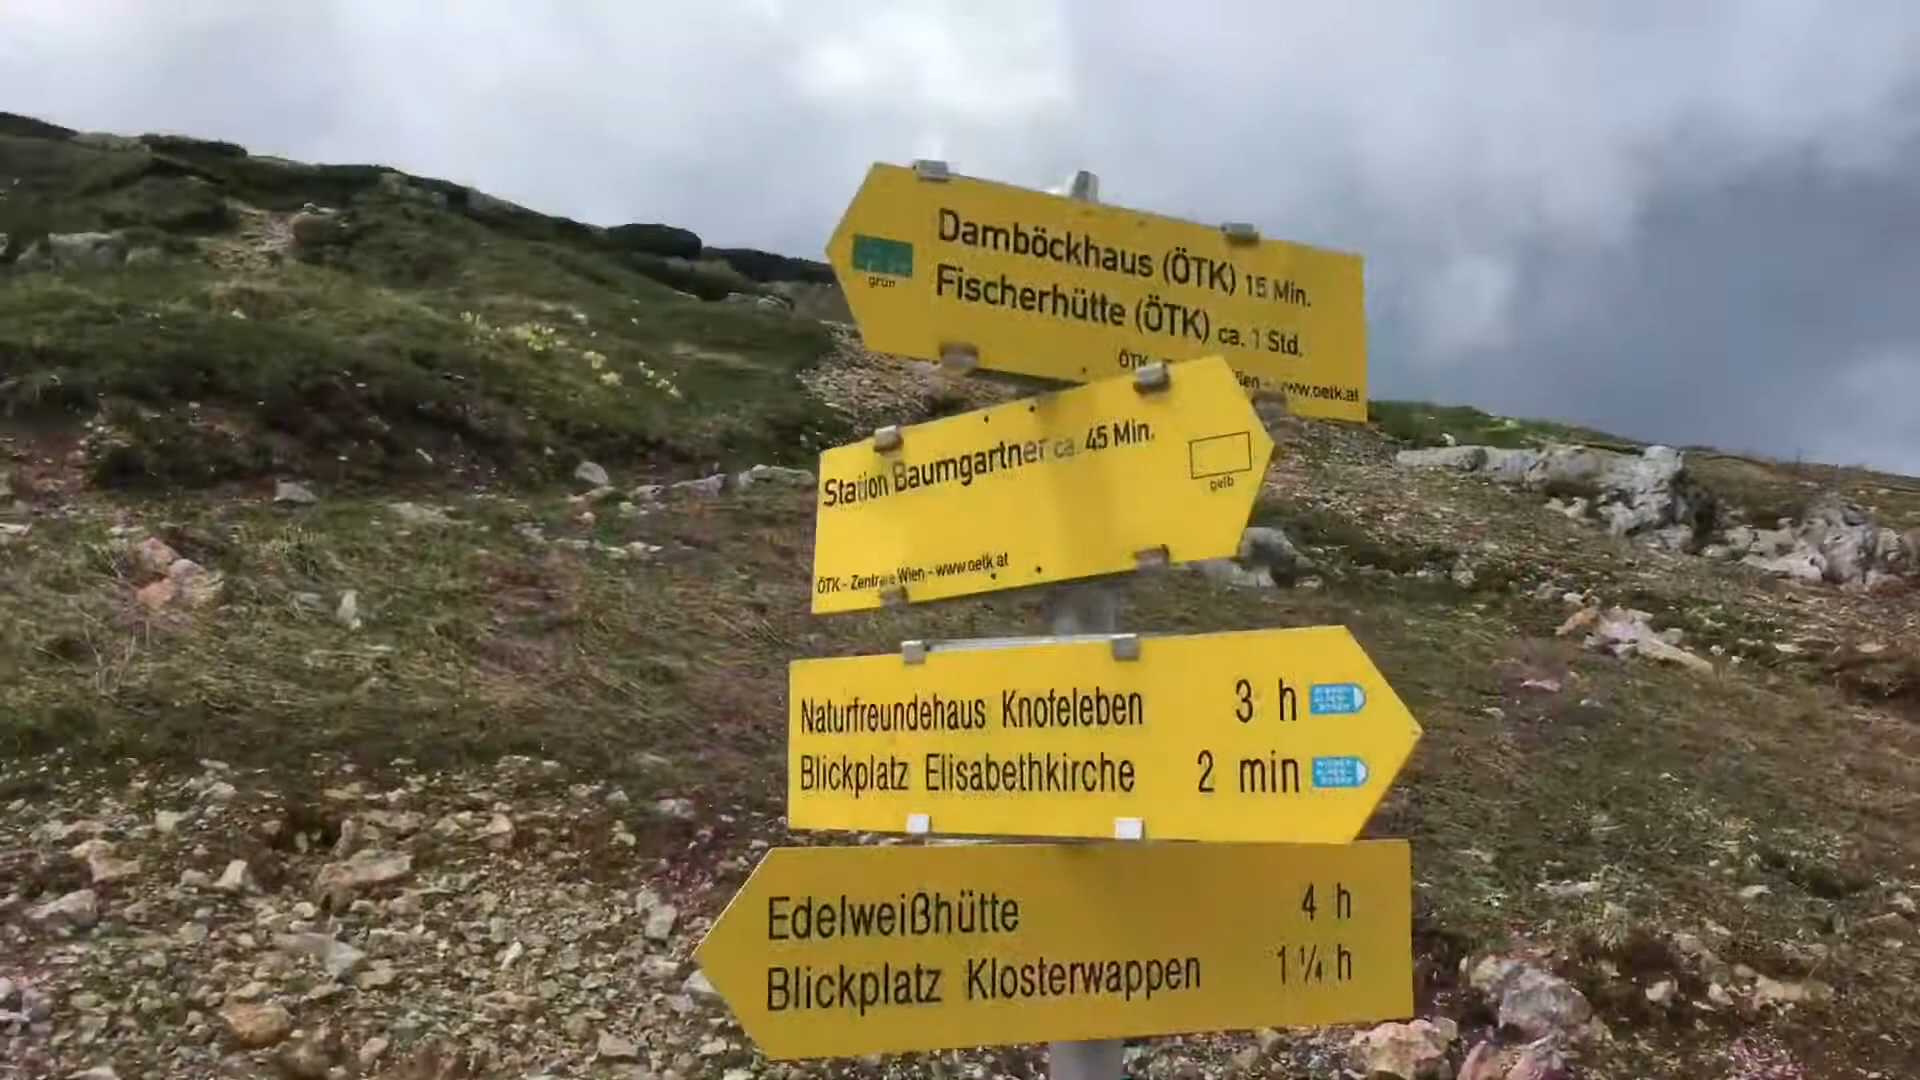 Damböckhaus (ÖTK) 15 Min.
grün
Fischerhütte (ÖTK) ca. 1 Std.
ÖTK - Wien - www.oetk.at
Station Baumgartner ca. 45 Min.
gelb
ÖTK - Zentrale Wien - www.oetk.at
Naturfreundehaus Knofeleben 3 h
Blickplatz Elisabethkirche 2 min
Edelweißhütte 4 h
Blickplatz Klosterwappen 1 ¼ h